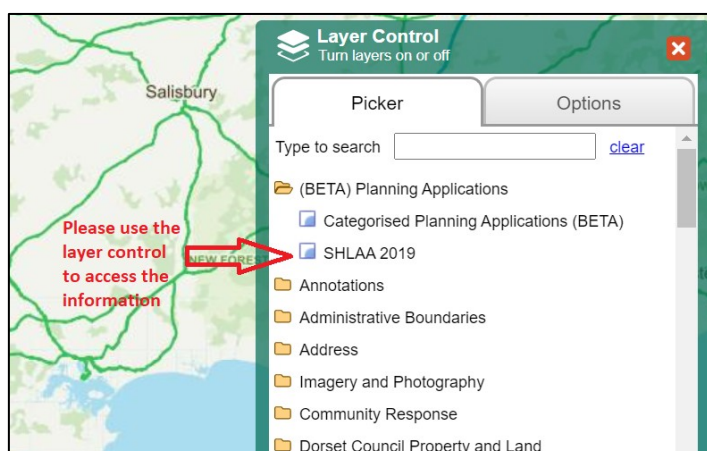 Layer Control
Turn layers on or off
Salisbury
Picker
Options
Type to search
clear
(BETA) Planning Applications
Categorised Planning Applications (BETA)
Please use the
layer control
to access the
information
NEW FOREST
SHLAA 2019
Annotations
Administrative Boundaries
Address
Imagery and Photography
Community Response
Dorset Council Property and Land